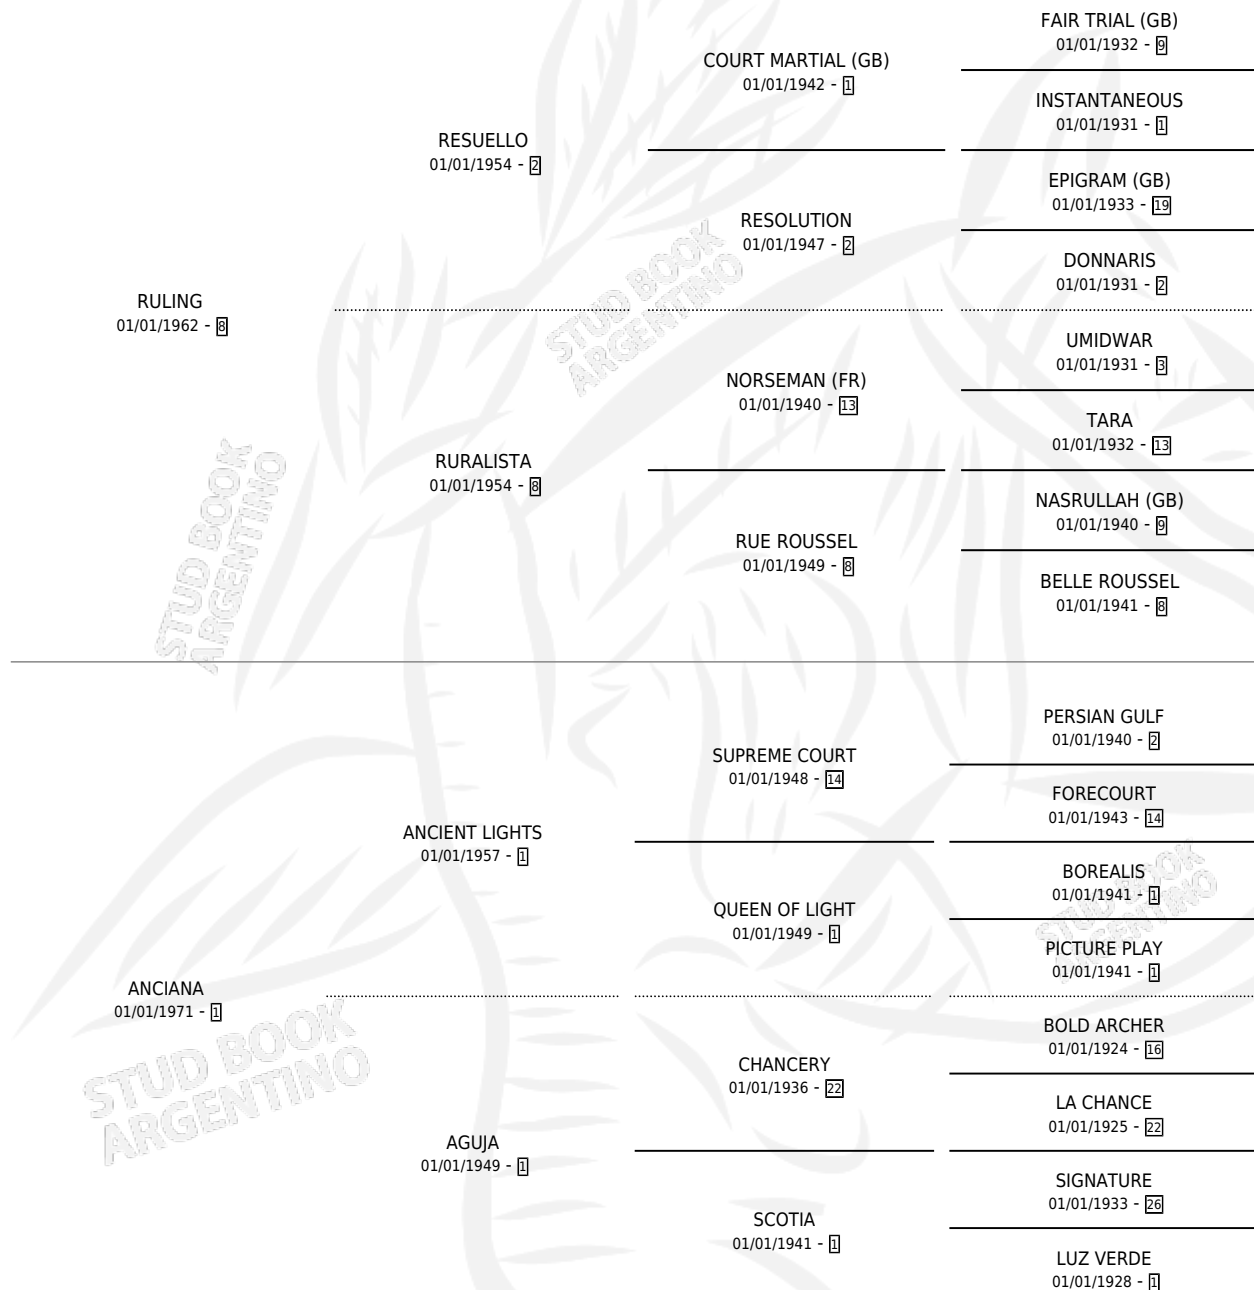 FAIR TRIAL (GB)
01/01/1932 - 9
COURT MARTIAL (GB)
01/01/1942 - 1
INSTANTANEOUS
01/01/1931 - 1
RESUELLO
01/01/1954 - 2
EPIGRAM (GB)
01/01/1933 - 19
RESOLUTION
01/01/1947 - 2
DONNARIS
01/01/1931 - 2
RULING
01/01/1962 - 8
UMIDWAR
01/01/1931 - 3
NORSEMAN (FR)
01/01/1940 - 13
TARA
01/01/1932 - 13
RURALISTA
01/01/1954 - 8
NASRULLAH (GB)
01/01/1940 - 9
RUE ROUSSEL
01/01/1949 - 8
BELLE ROUSSEL
01/01/1941 - 8
STUD BOOK
ARGENTINO
STUD BOOK
ARGENTINO
PERSIAN GULF
01/01/1940 - 2
SUPREME COURT
01/01/1948 - 14
FORECOURT
01/01/1943 - 14
ANCIENT LIGHTS
01/01/1957 - 1
BOREALIS
01/01/1941 - 1
QUEEN OF LIGHT
01/01/1949 - 1
PICTURE PLAY
01/01/1941 - 1
STUD BOOK
ARGENTINO
ANCIANA
01/01/1971 - 1
BOLD ARCHER
01/01/1924 - 16
CHANCERY
01/01/1936 - 22
LA CHANCE
01/01/1925 - 22
AGUJA
01/01/1949 - 1
SIGNATURE
01/01/1933 - 26
SCOTIA
01/01/1941 - 1
LUZ VERDE
01/01/1928 - 1
STUD BOOK
ARGENTINO